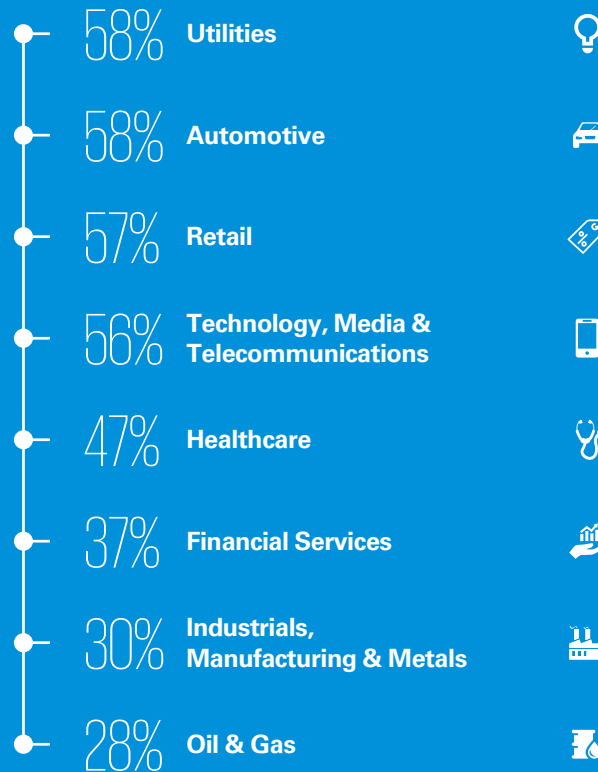 58% Utilities
58% Automotive
57% Retail
56% Technology, Media &
Telecommunications
47% Healthcare
37% Financial Services
30% Industrials,
Manufacturing & Metals
28% Oil & Gas